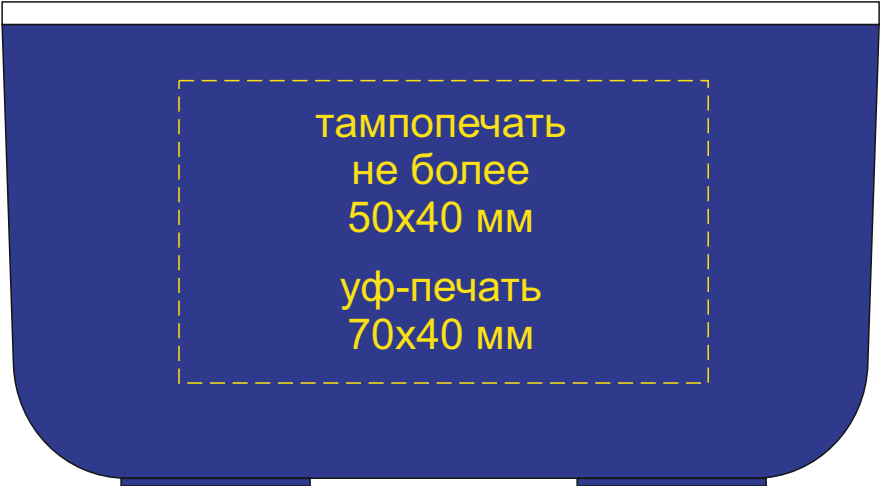 тампопечать
не более
50х40 мм
уф-печать
70х40 мм